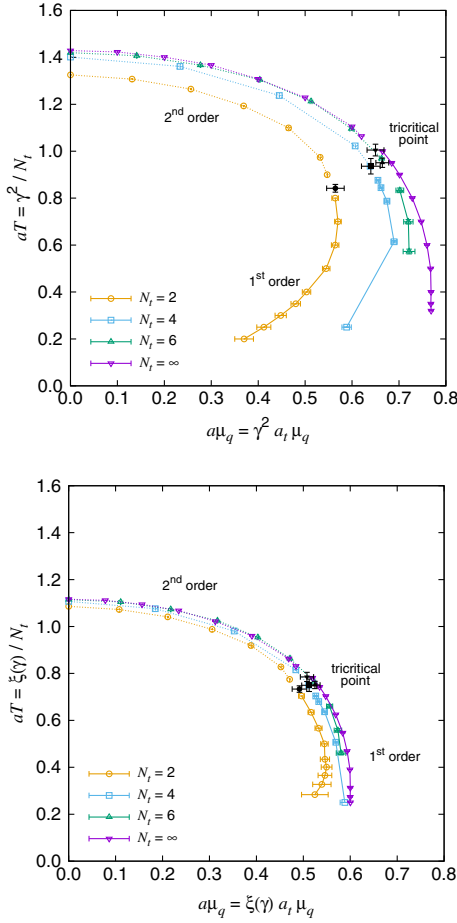 1.6
1.4
1.2
1.0
0.8
0.6
0.4
0.2
0.0
aT = γ² / Nₜ
2ⁿᵈ order
tricritical
point
1ˢᵗ order
Nₜ = 2
Nₜ = 4
Nₜ = 6
Nₜ = ∞
0.0 0.1 0.2 0.3 0.4 0.5 0.6 0.7 0.8
aμ_q = γ² aₜ μ_q
1.6
1.4
1.2
1.0
0.8
0.6
0.4
0.2
0.0
aT = ξ(γ) / Nₜ
2ⁿᵈ order
tricritical
point
1ˢᵗ order
Nₜ = 2
Nₜ = 4
Nₜ = 6
Nₜ = ∞
0.0 0.1 0.2 0.3 0.4 0.5 0.6 0.7 0.8
aμ_q = ξ(γ) aₜ μ_q